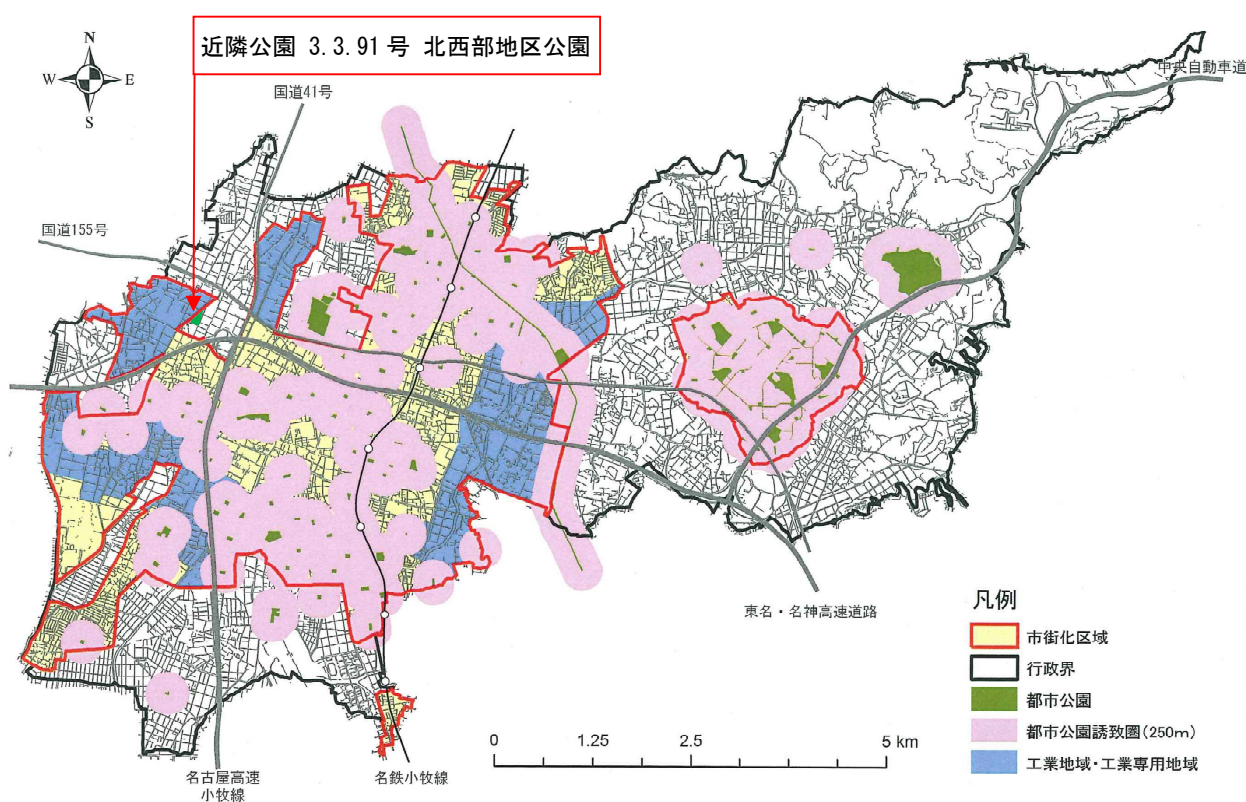 近隣公園 3.3.91号 北西部地区公園
N
W E
S
国道41号
中央自動車道
国道155号
東名・名神高速道路
凡例
市街化区域
行政界
都市公園
都市公園誘致圏(250m)
工業地域・工業専用地域
0 1.25 2.5 5 km
名古屋高速
小牧線
名鉄小牧線